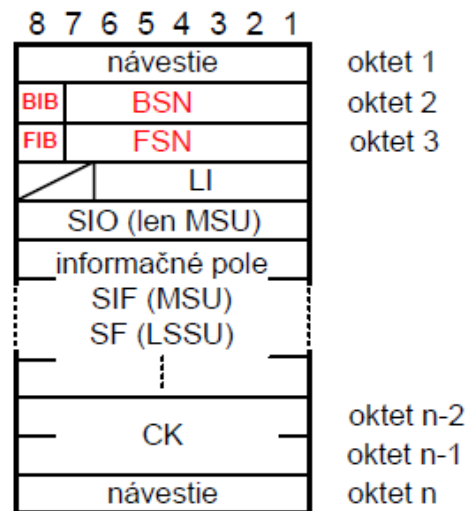 8 7 6 5 4 3 2 1
návestie oktet 1
BIB BSN oktet 2
FIB FSN oktet 3
LI
SIO (len MSU)
informačné pole
SIF (MSU)
SF (LSSU)
oktet n-2
CK
oktet n-1
návestie oktet n